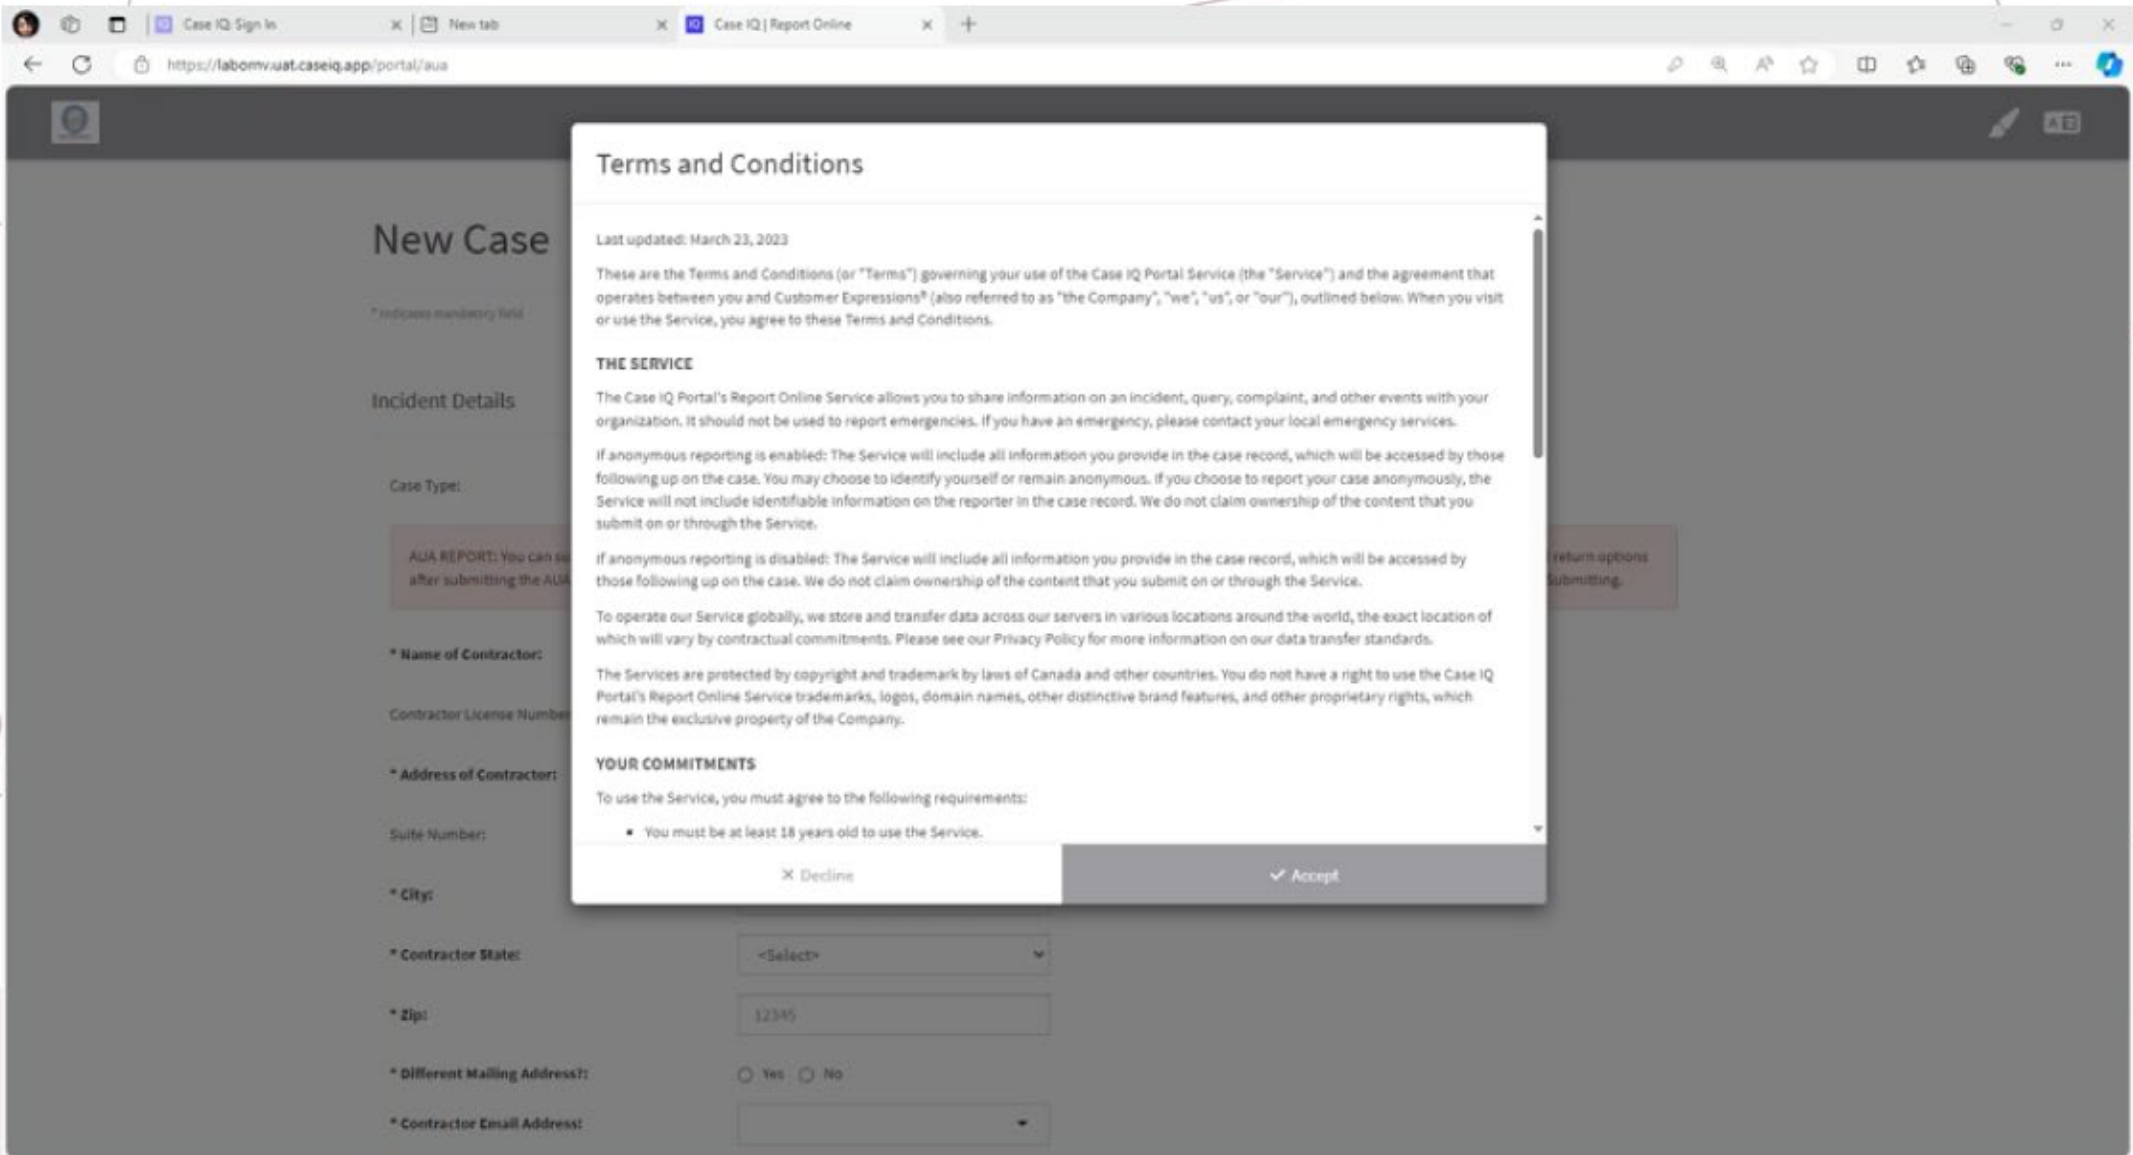 Case IQ: Sign In
New tab
Case IQ | Report Online
https://labomv.uat.caseiq.app/portal/aua
Terms and Conditions
New Case
* Indicates mandatory field
Incident Details
Case Type:
AUA REPORT: You can su
after submitting the AUA
return options
Submitting.
* Name of Contractor:
Contractor License Number
* Address of Contractor:
Suite Number:
* City:
* Contractor State:
<Select>
* Zip:
12345
* Different Mailing Address?:
Yes
No
* Contractor Email Address:
Last updated: March 23, 2023
These are the Terms and Conditions (or "Terms") governing your use of the Case IQ Portal Service (the "Service") and the agreement that
operates between you and Customer Expressions® (also referred to as "the Company", "we", "us", or "our"), outlined below. When you visit
or use the Service, you agree to these Terms and Conditions.
THE SERVICE
The Case IQ Portal's Report Online Service allows you to share information on an incident, query, complaint, and other events with your
organization. It should not be used to report emergencies. If you have an emergency, please contact your local emergency services.
If anonymous reporting is enabled: The Service will include all information you provide in the case record, which will be accessed by those
following up on the case. You may choose to identify yourself or remain anonymous. If you choose to report your case anonymously, the
Service will not include identifiable information on the reporter in the case record. We do not claim ownership of the content that you
submit on or through the Service.
If anonymous reporting is disabled: The Service will include all information you provide in the case record, which will be accessed by
those following up on the case. We do not claim ownership of the content that you submit on or through the Service.
To operate our Service globally, we store and transfer data across our servers in various locations around the world, the exact location of
which will vary by contractual commitments. Please see our Privacy Policy for more information on our data transfer standards.
The Services are protected by copyright and trademark by laws of Canada and other countries. You do not have a right to use the Case IQ
Portal's Report Online Service trademarks, logos, domain names, other distinctive brand features, and other proprietary rights, which
remain the exclusive property of the Company.
YOUR COMMITMENTS
To use the Service, you must agree to the following requirements:
• You must be at least 18 years old to use the Service.
Decline
Accept